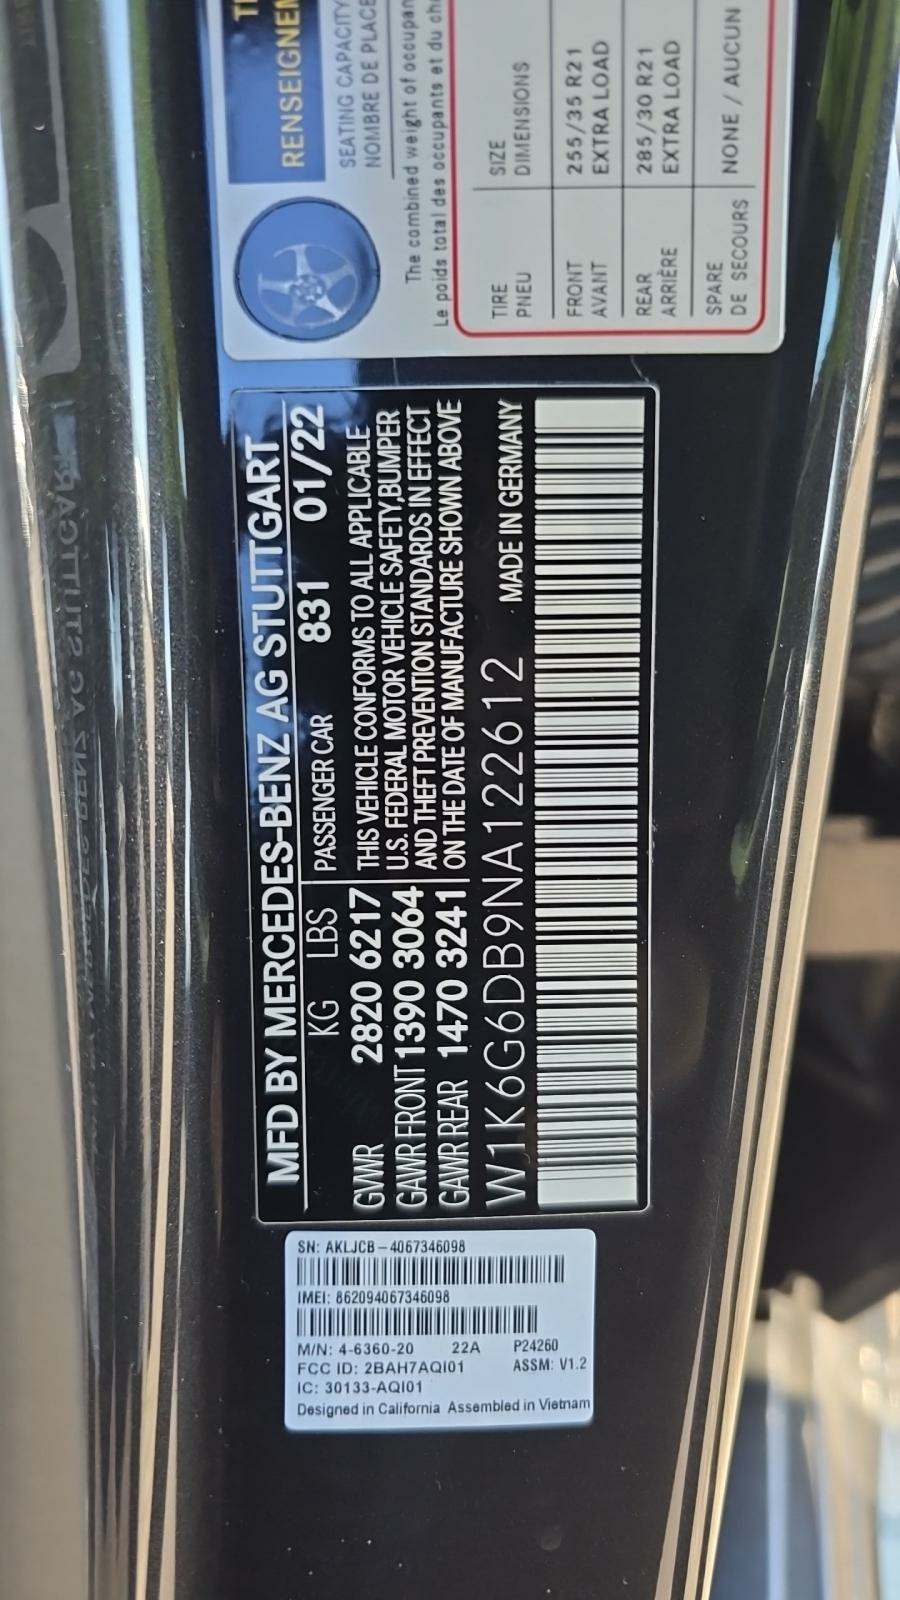 RENSEIGNEM
SEATING CAPACITY
NOMBRE DE PLACE
The combined weight of occupan
Le poids total des occupants et du ch
TIRE SIZE
PNEU DIMENSIONS
FRONT 255/35 R21
AVANT EXTRA LOAD
REAR 285/30 R21
ARRIÈRE EXTRA LOAD
SPARE NONE / AUCUN
DE SECOURS
MFD BY MERCEDES-BENZ AG STUTTGART
KG LBS PASSENGER CAR 831 01/22
GVWR 2820 6217 THIS VEHICLE CONFORMS TO ALL APPLICABLE
GAWR FRONT 1390 3064 U.S. FEDERAL MOTOR VEHICLE SAFETY,BUMPER
AND THEFT PREVENTION STANDARDS IN EFFECT
GAWR REAR 1470 3241 ON THE DATE OF MANUFACTURE SHOWN ABOVE
W1K6G6DB9NA122612 MADE IN GERMANY
SN: AKLJCB-4067346098
IMEI: 862094067346098
M/N: 4-6360-20 22A P24260
FCC ID: 2BAH7AQI01 ASSM: V1.2
IC: 30133-AQI01
Designed in California Assembled in Vietnam